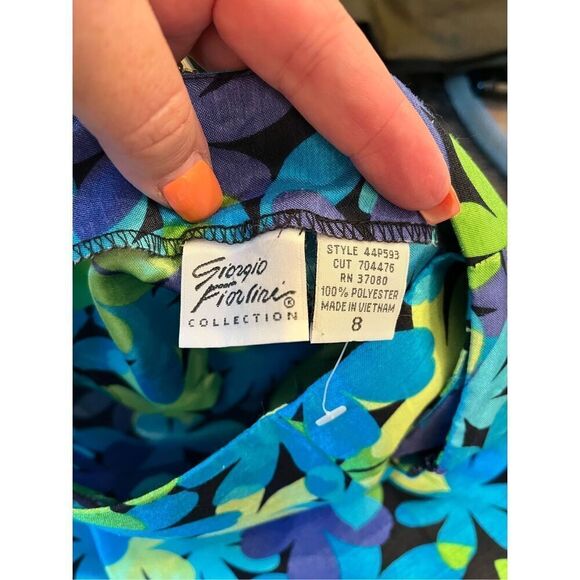 Giorgio
Fiorlini ®
COLLECTION
STYLE 44P593
CUT 704476
RN 37080
100% POLYESTER
MADE IN VIETNAM
8